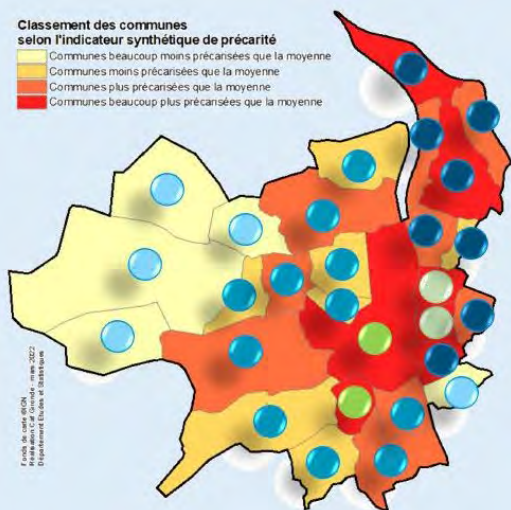 Classement des communes
selon l'indicateur synthétique de précarité
Communes beaucoup moins précarisées que la moyenne
Communes moins précarisées que la moyenne
Communes plus précarisées que la moyenne
Communes beaucoup plus précarisées que la moyenne
Fonds de carte ©IGN
Réalisation Caf Gironde - mars 2022
Département Etudes et Statistiques